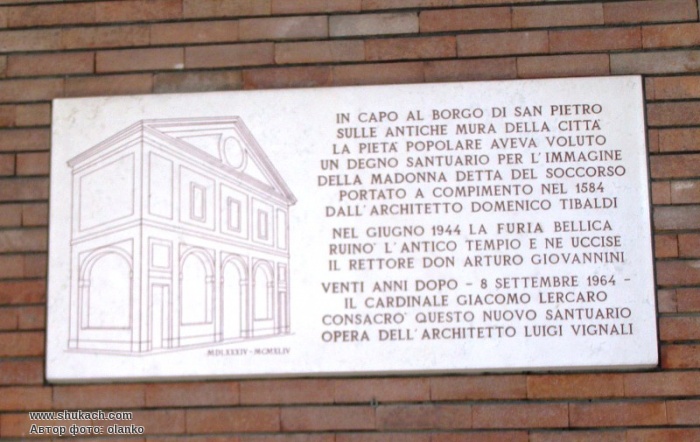 IN CAPO AL BORGO DI SAN PIETRO
SULLE ANTICHE MURA DELLA CITTÀ
LA PIETÀ POPOLARE AVEVA VOLUTO
UN DEGNO SANTUARIO PER L'IMMAGINE
DELLA MADONNA DETTA DEL SOCCORSO
PORTATO A COMPIMENTO NEL 1584
DALL'ARCHITETTO DOMENICO TIBALDI
NEL GIUGNO 1944 LA FURIA BELLICA
RUINO' L'ANTICO TEMPIO E NE UCCISE
IL RETTORE DON ARTURO GIOVANNINI
VENTI ANNI DOPO - 8 SETTEMBRE 1964 -
IL CARDINALE GIACOMO LERCARO
CONSACRO' QUESTO NUOVO SANTUARIO
OPERA DELL'ARCHITETTO LUIGI VIGNALI
MDLXXXIV - MCMXLIV
www.shukach.com
Автор фото: olanko